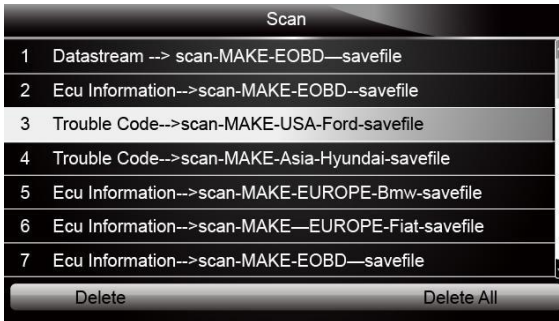 Scan
1 Datastream --> scan-MAKE-EOBD—savefile
2 Ecu Information-->scan-MAKE-EOBD--savefile
3 Trouble Code-->scan-MAKE-USA-Ford-savefile
4 Trouble Code-->scan-MAKE-Asia-Hyundai-savefile
5 Ecu Information-->scan-MAKE-EUROPE-Bmw-savefile
6 Ecu Information-->scan-MAKE—EUROPE-Fiat-savefile
7 Ecu Information-->scan-MAKE-EOBD—savefile
Delete Delete All